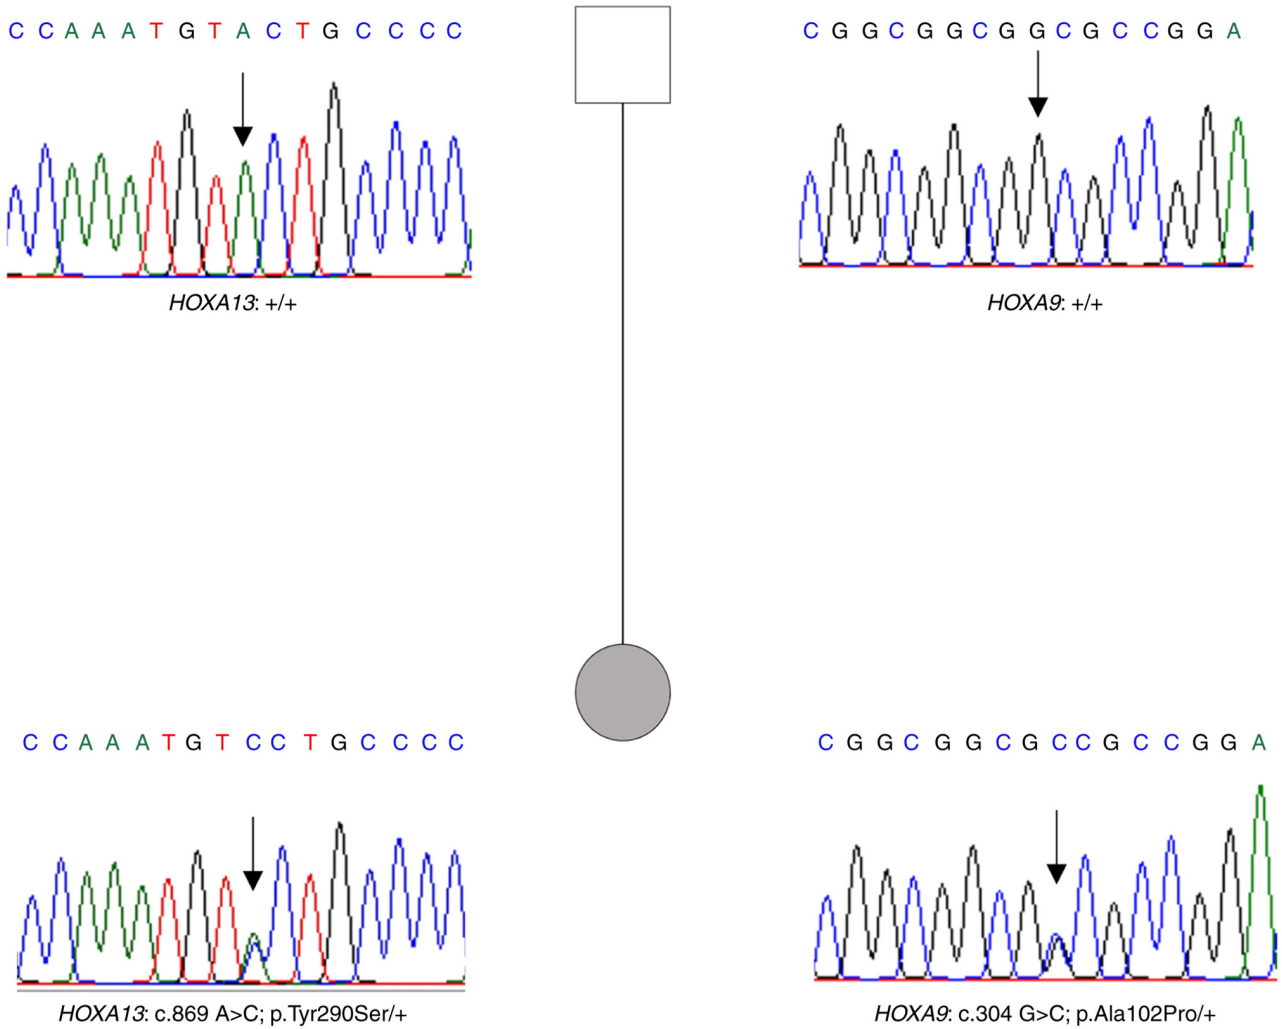 C C A A A T G T A C T G C C C C
C G G C G G C G G C G C C G G A
HOXA13: +/+
HOXA9: +/+
C C A A A T G T C C T G C C C C
C G G C G G C G C C G C C G G A
HOXA13: c.869 A>C; p.Tyr290Ser/+
HOXA9: c.304 G>C; p.Ala102Pro/+